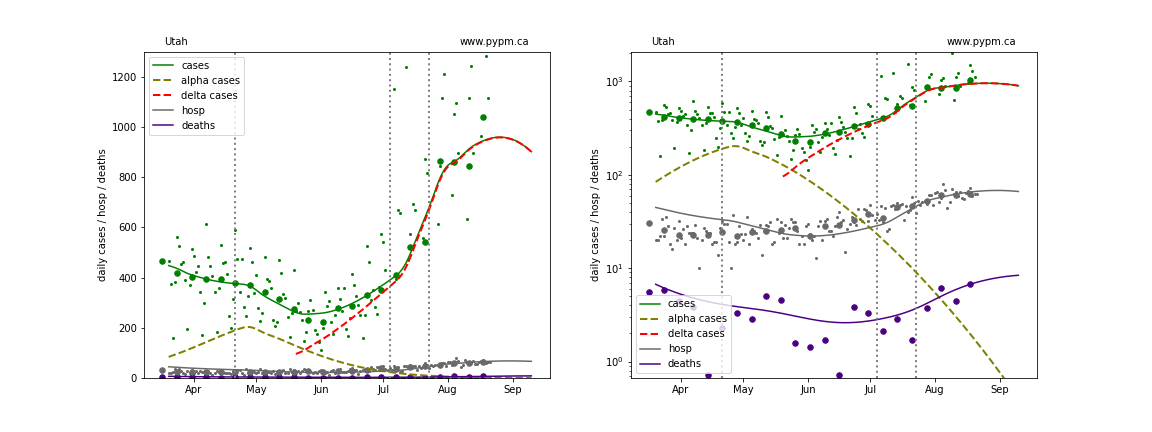 Utah www.pypm.ca
cases
alpha cases
delta cases
hosp
deaths
daily cases / hosp / deaths
1200
1000
800
600
400
200
0
Apr May Jun Jul Aug Sep
Utah www.pypm.ca
daily cases / hosp / deaths
10³
10²
10¹
10⁰
cases
alpha cases
delta cases
hosp
deaths
Apr May Jun Jul Aug Sep